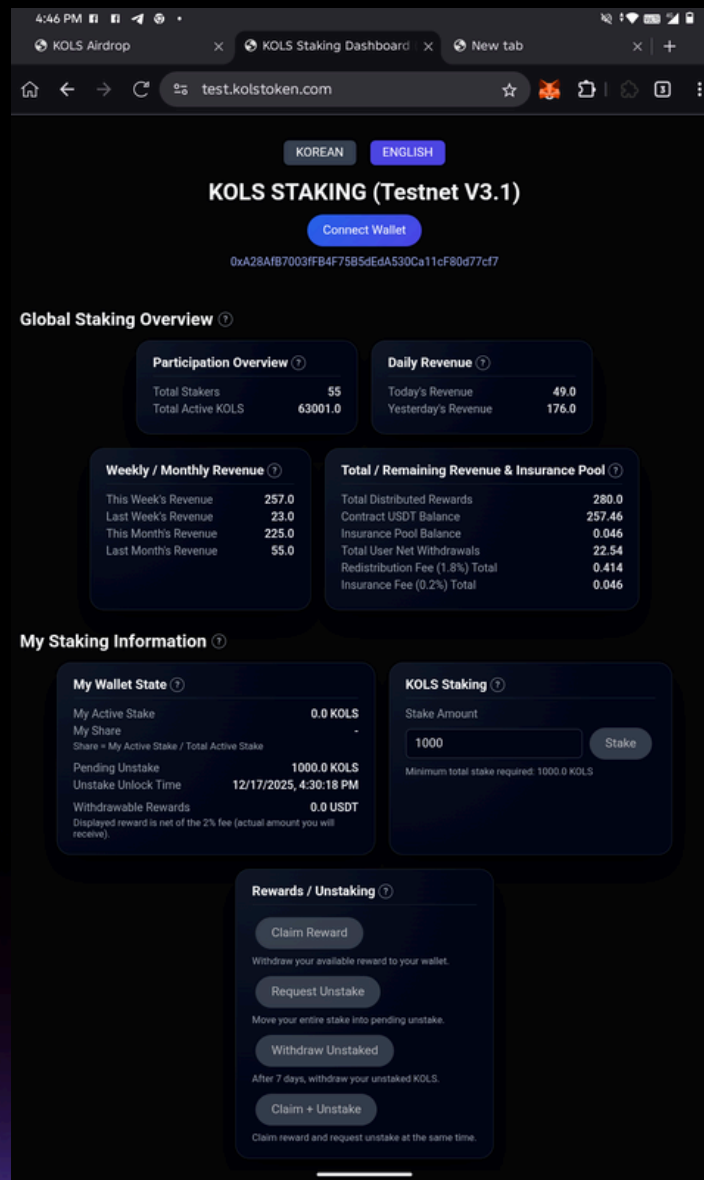 4:46 PM
KOLS Airdrop
KOLS Staking Dashboard
New tab
test.kolstoken.com
3
KOREAN
ENGLISH
KOLS STAKING (Testnet V3.1)
Connect Wallet
0xA28AfB7003fFB4F75B5dEdA530Ca11cF80d77cf7
Global Staking Overview ?
Participation Overview ?
Total Stakers 55
Total Active KOLS 63001.0
Daily Revenue ?
Today's Revenue 49.0
Yesterday's Revenue 176.0
Weekly / Monthly Revenue ?
This Week's Revenue 257.0
Last Week's Revenue 23.0
This Month's Revenue 225.0
Last Month's Revenue 55.0
Total / Remaining Revenue & Insurance Pool ?
Total Distributed Rewards 280.0
Contract USDT Balance 257.46
Insurance Pool Balance 0.046
Total User Net Withdrawals 22.54
Redistribution Fee (1.8%) Total 0.414
Insurance Fee (0.2%) Total 0.046
My Staking Information ?
My Wallet State ?
My Active Stake 0.0 KOLS
My Share -
Share = My Active Stake / Total Active Stake
Pending Unstake 1000.0 KOLS
Unstake Unlock Time 12/17/2025, 4:30:18 PM
Withdrawable Rewards 0.0 USDT
Displayed reward is net of the 2% fee (actual amount you will
receive).
KOLS Staking ?
Stake Amount
1000 Stake
Minimum total stake required: 1000.0 KOLS
Rewards / Unstaking ?
Claim Reward
Withdraw your available reward to your wallet.
Request Unstake
Move your entire stake into pending unstake.
Withdraw Unstaked
After 7 days, withdraw your unstaked KOLS.
Claim + Unstake
Claim reward and request unstake at the same time.